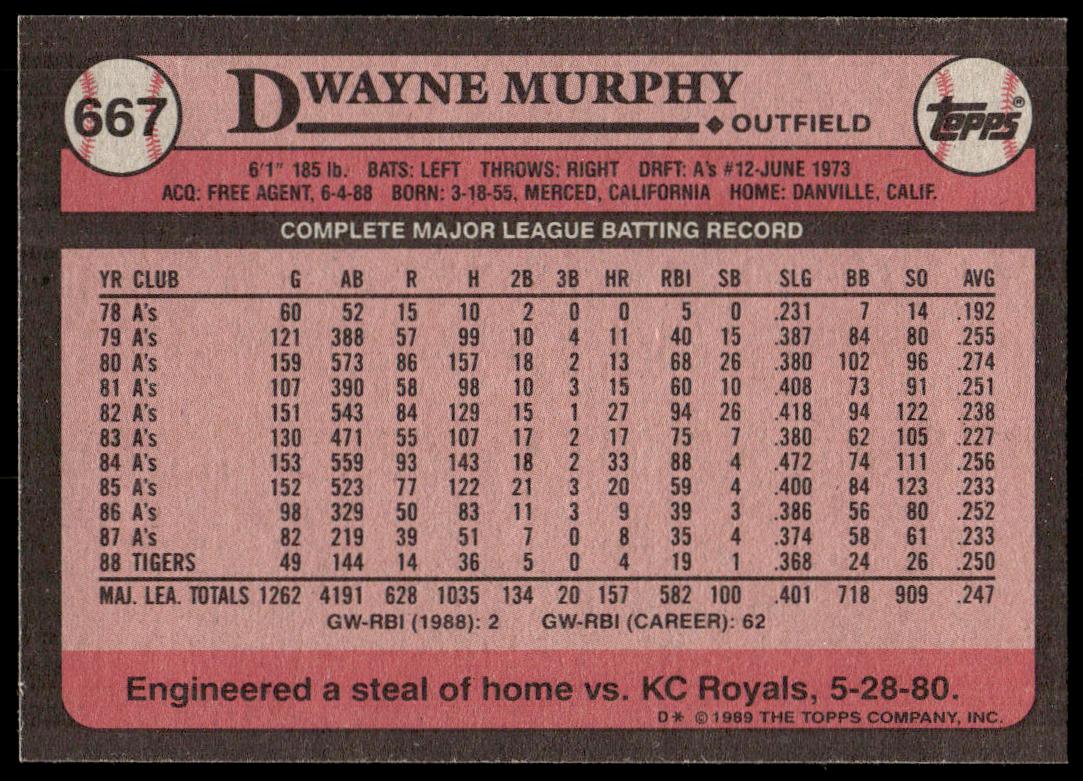 667
DWAYNE MURPHY
◆ OUTFIELD
TOPPS®
6'1" 185 lb. BATS: LEFT THROWS: RIGHT DRFT: A's #12-JUNE 1973
ACQ: FREE AGENT, 6-4-88 BORN: 3-18-55, MERCED, CALIFORNIA HOME: DANVILLE, CALIF.
COMPLETE MAJOR LEAGUE BATTING RECORD
YR CLUB G AB R H 2B 3B HR RBI SB SLG BB SO AVG
78 A's 60 52 15 10 2 0 0 5 0 .231 7 14 .192
79 A's 121 388 57 99 10 4 11 40 15 .387 84 80 .255
80 A's 159 573 86 157 18 2 13 68 26 .380 102 96 .274
81 A's 107 390 58 98 10 3 15 60 10 .408 73 91 .251
82 A's 151 543 84 129 15 1 27 94 26 .418 94 122 .238
83 A's 130 471 55 107 17 2 17 75 7 .380 62 105 .227
84 A's 153 559 93 143 18 2 33 88 4 .472 74 111 .256
85 A's 152 523 77 122 21 3 20 59 4 .400 84 123 .233
86 A's 98 329 50 83 11 3 9 39 3 .386 56 80 .252
87 A's 82 219 39 51 7 0 8 35 4 .374 58 61 .233
88 TIGERS 49 144 14 36 5 0 4 19 1 .368 24 26 .250
MAJ. LEA. TOTALS 1262 4191 628 1035 134 20 157 582 100 .401 718 909 .247
GW-RBI (1988): 2 GW-RBI (CAREER): 62
Engineered a steal of home vs. KC Royals, 5-28-80.
D* ©1989 THE TOPPS COMPANY, INC.